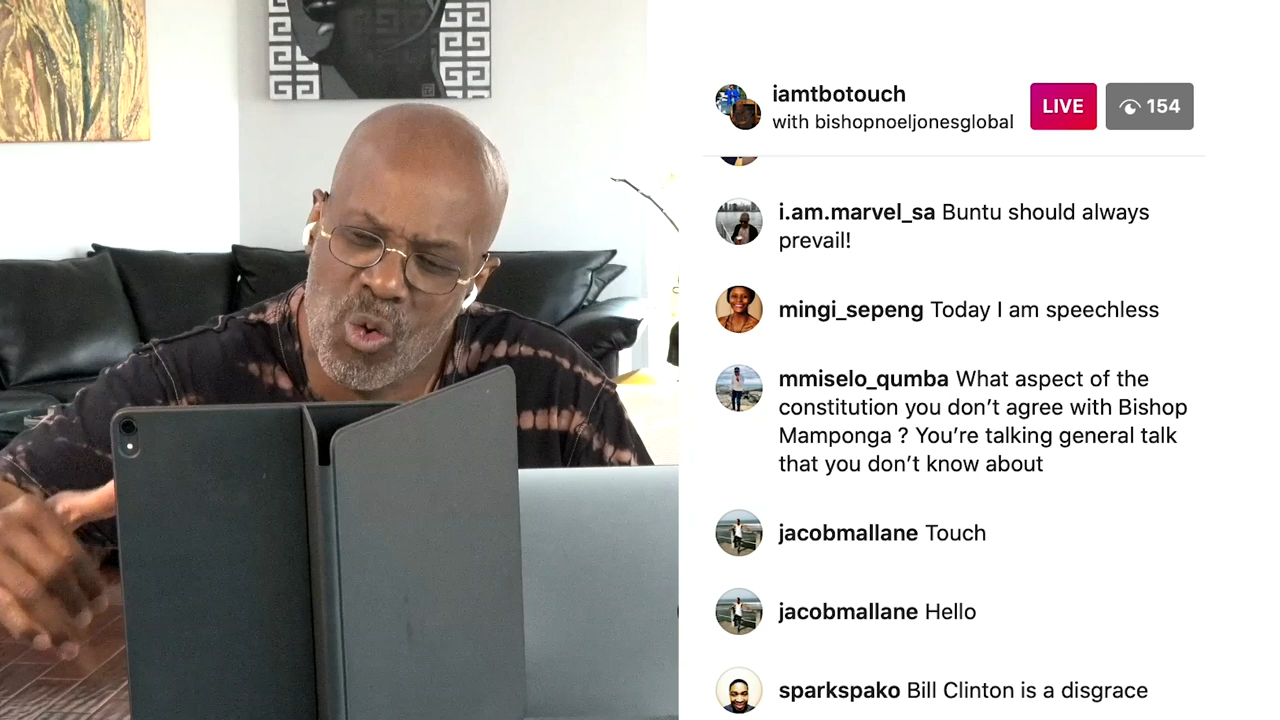 iamtbotouch
with bishopnoeljonesglobal
LIVE
154
i.am.marvel_sa Buntu should always
prevail!
mingi_sepeng Today I am speechless
mmiselo_qumba What aspect of the
constitution you don’t agree with Bishop
Mamponga ? You’re talking general talk
that you don’t know about
jacobmallane Touch
jacobmallane Hello
sparkspako Bill Clinton is a disgrace